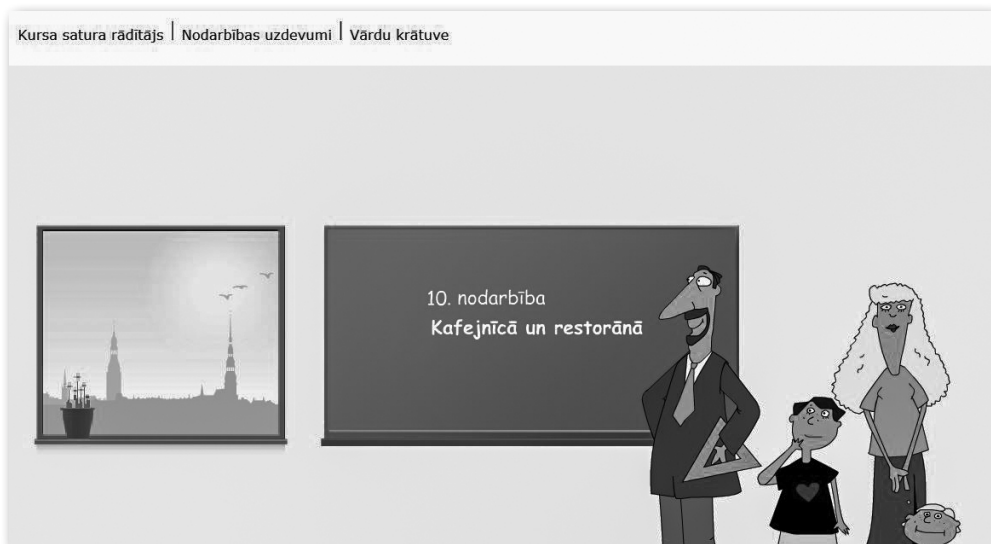 Kursa satura rādītājs | Nodarbības uzdevumi | Vārdu krātuve
10. nodarbība
Kafejnīcā un restorānā